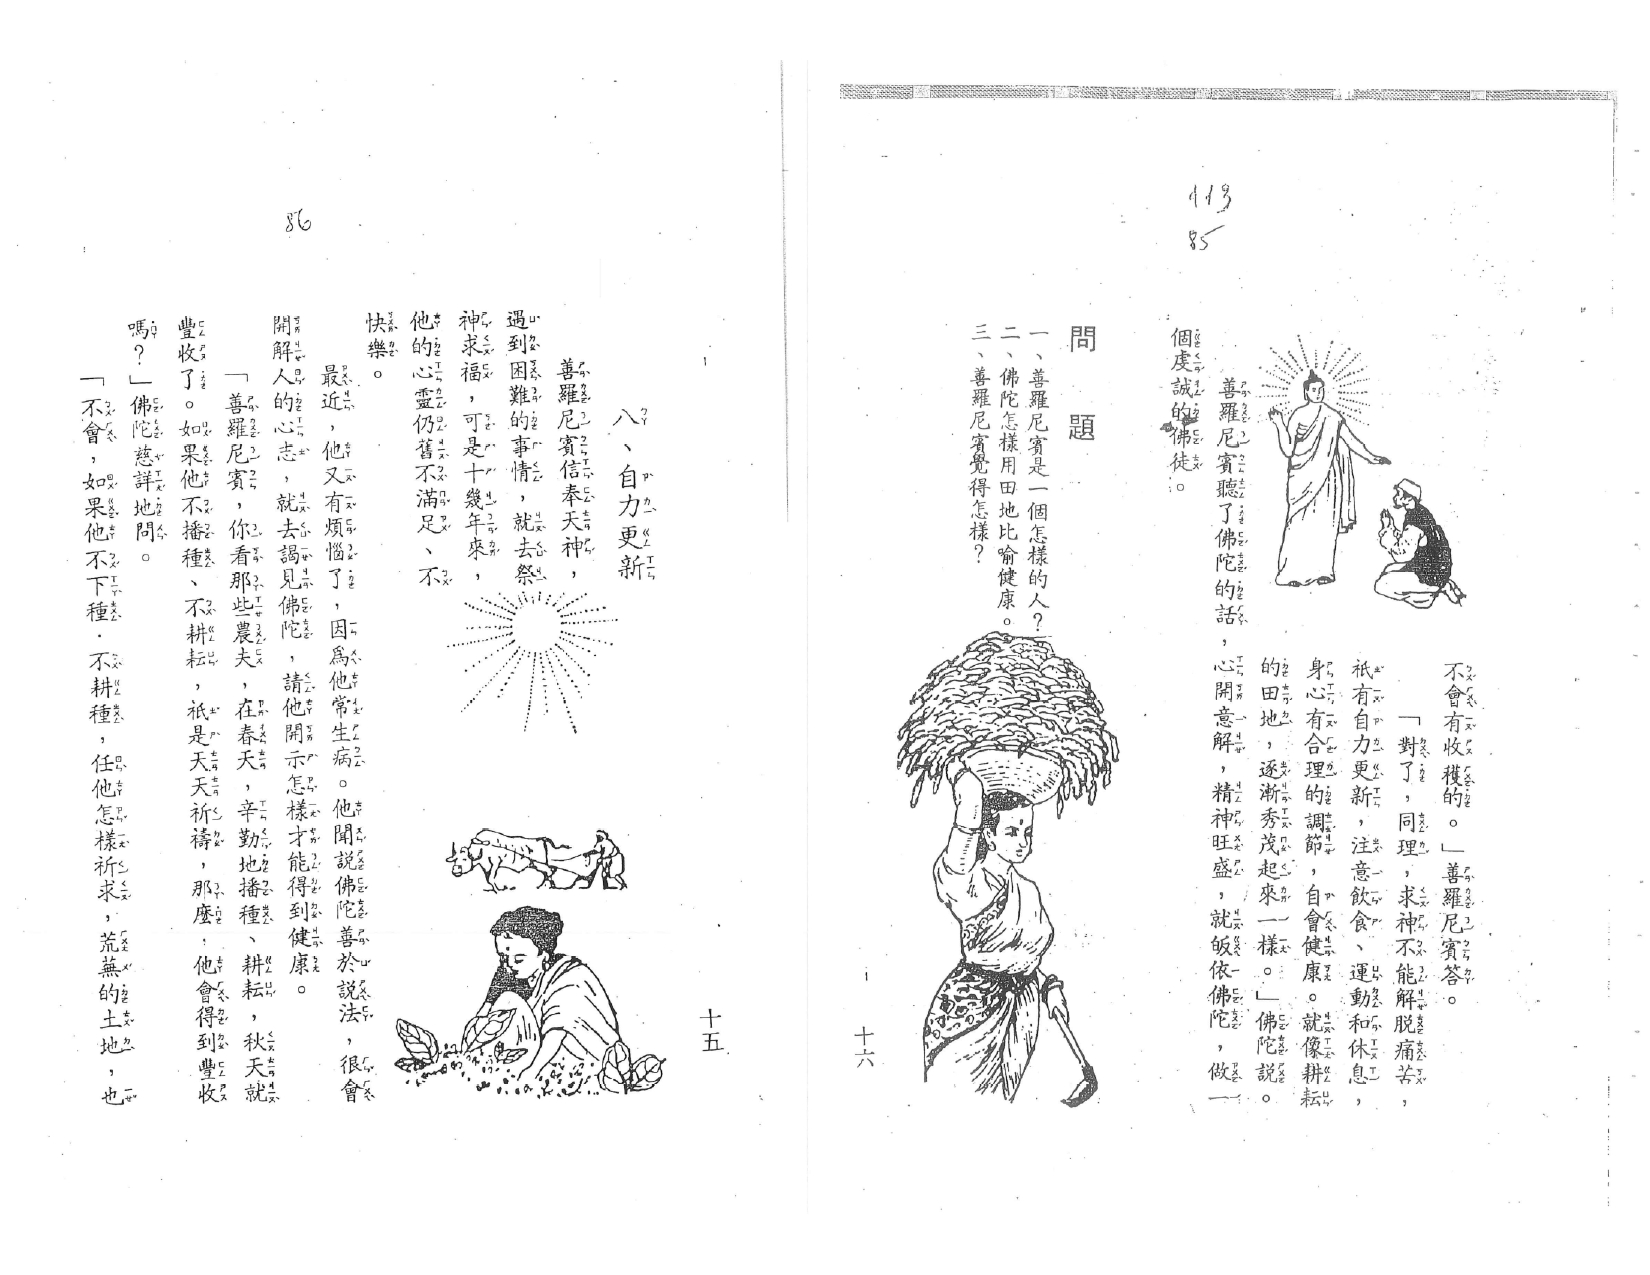 86
八、自力更新
善羅尼賓信奉天神，
遇到困難的事情，就去祭
神求福，可是十幾年來，
他的心靈仍舊不滿足、不
快樂。
最近，他又有煩惱了，因爲他常生病。他聞説佛陀善於説法，很會
開解人的心志，就去謁見佛陀，請他開示怎樣才能得到健康。
「善羅尼賓，你看那些農夫，在春天，辛勤地播種、耕耘，秋天就
豐收了。如果他不播種、不耕耘，祇是天天祈禱，那麼，他會得到豐收
嗎？」佛陀慈詳地問。
「不會，如果他不下種．不耕種，任他怎樣祈求，荒蕪的土地，也
十五
113
85
不會有收穫的。」善羅尼賓答。
「對了，同理，求神不能解脱痛苦，
祇有自力更新，注意飲食、運動和休息，
身心有合理的調節，自會健康。就像耕耘
的田地，逐漸秀茂起來一樣。」佛陀説。
善羅尼賓聽了佛陀的話，心開意解，精神旺盛，就皈依佛陀，做一
個虔誠的佛徒。
問題
一、善羅尼賓是一個怎樣的人？
二、佛陀怎樣用田地比喻健康。
三、善羅尼賓覺得怎樣？
十六